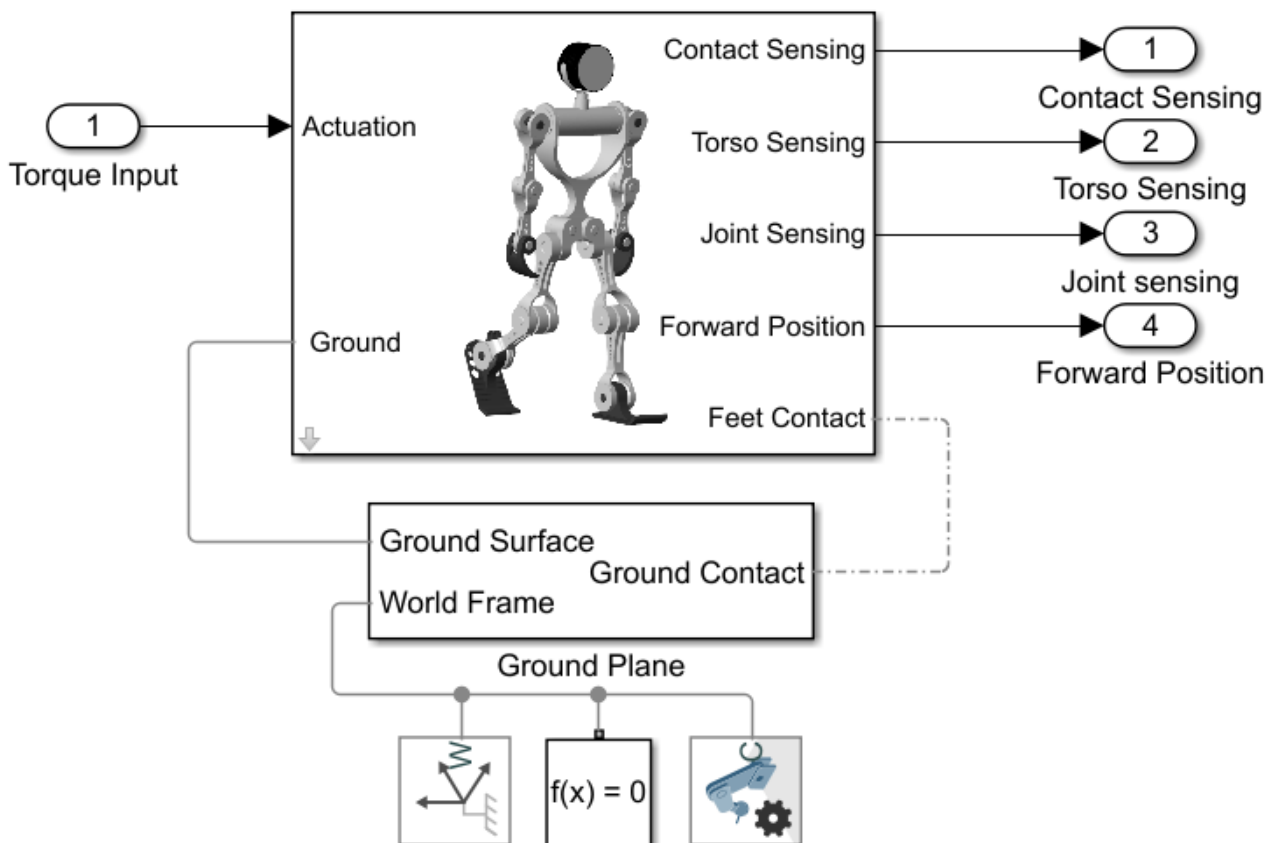 Contact Sensing
1
Contact Sensing
1
Actuation
Torque Input
Torso Sensing
2
Torso Sensing
Joint Sensing
3
Joint sensing
Ground
Forward Position
4
Forward Position
Feet Contact
Ground Surface
Ground Contact
World Frame
Ground Plane
W
f(x) = 0
C